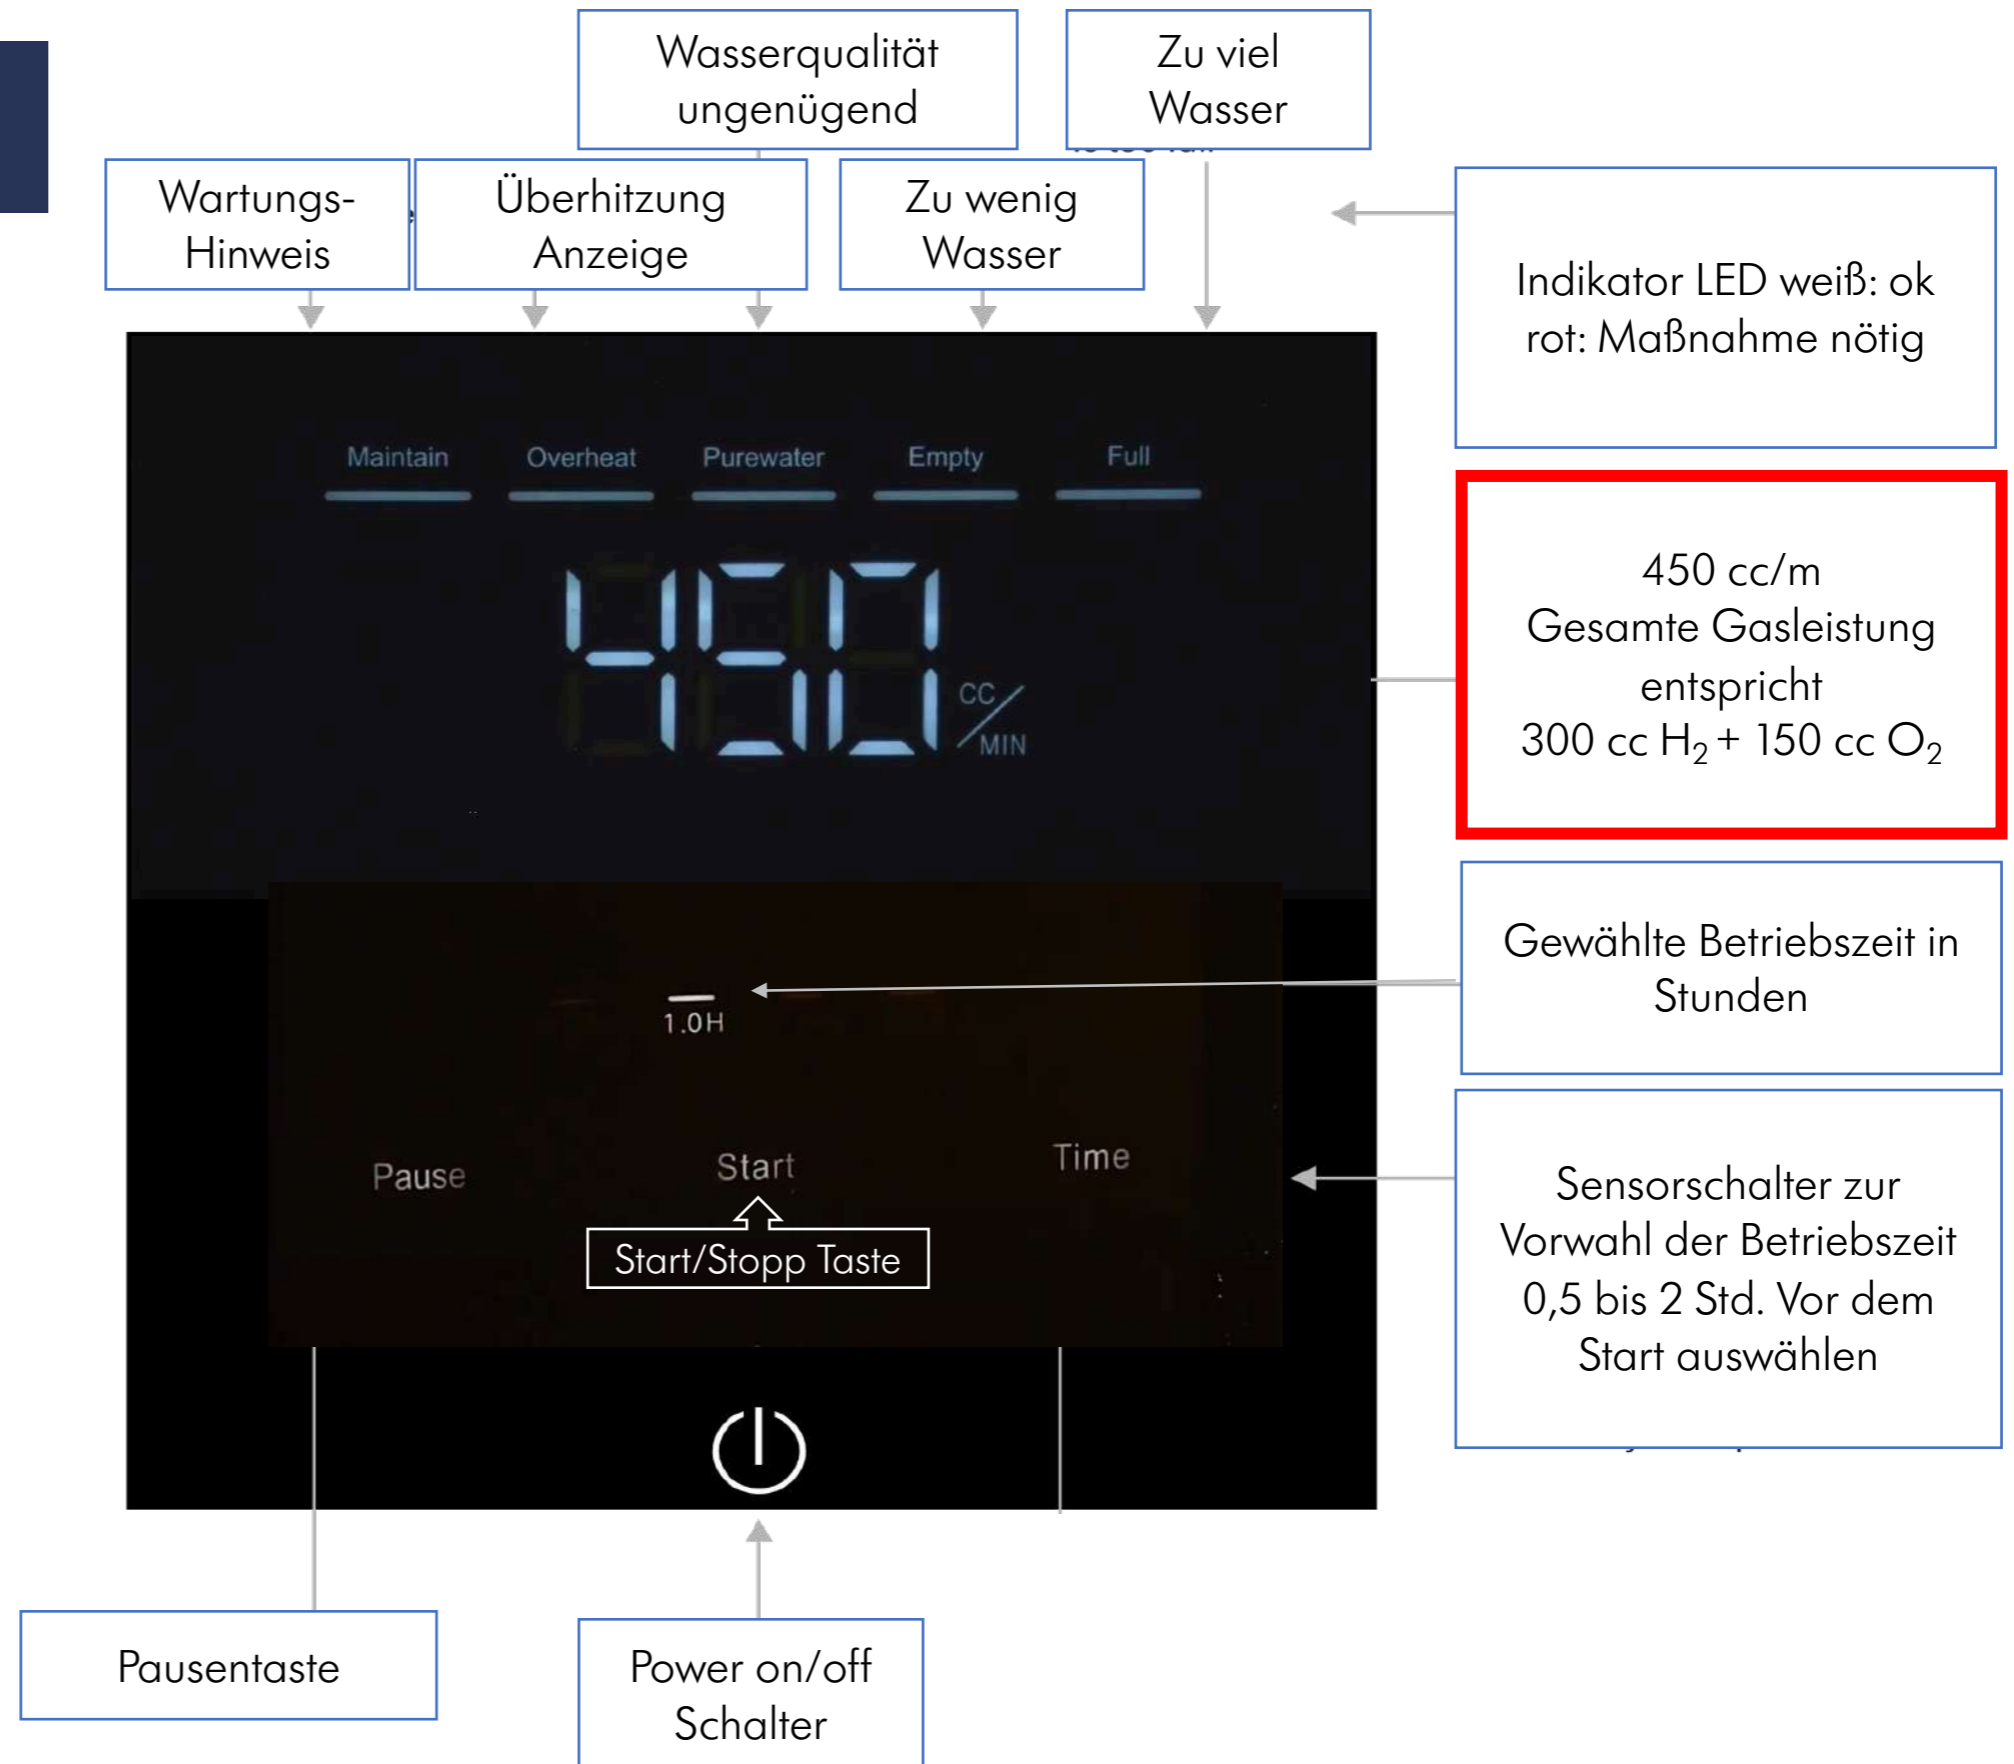 Wasserqualität
ungenügend
Zu viel
Wasser
Wartungs-
Hinweis
Überhitzung
Anzeige
Zu wenig
Wasser
Indikator LED weiß: ok
rot: Maßnahme nötig
Maintain
Overheat
Purewater
Empty
Full
450 CC/MIN
450 cc/m
Gesamte Gasleistung
entspricht
300 cc H₂ + 150 cc O₂
Gewählte Betriebszeit in
Stunden
1.0H
Pause
Start
Time
Start/Stopp Taste
Sensorschalter zur
Vorwahl der Betriebszeit
0,5 bis 2 Std. Vor dem
Start auswählen
Pausentaste
Power on/off
Schalter